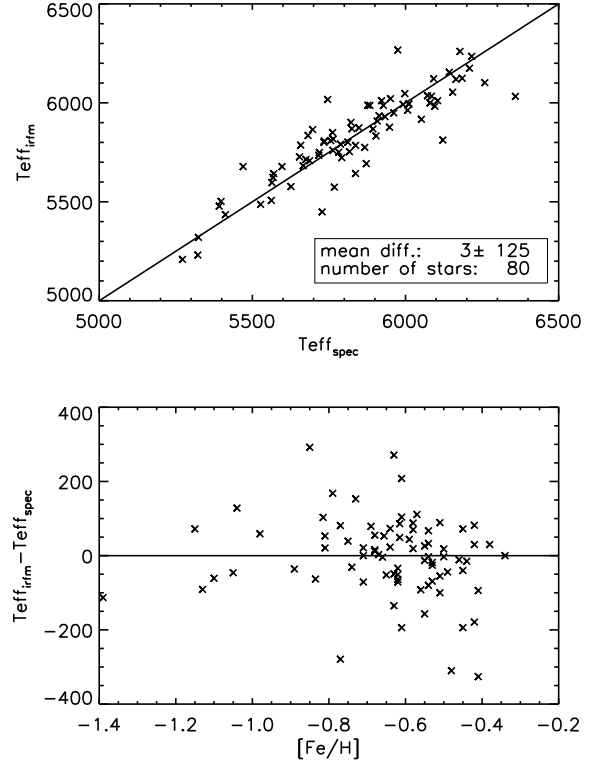 6500
6000
5500
5000
Teff_irfm
mean diff.: 3± 125
number of stars: 80
5000 5500 6000 6500
Teff_spec
400
200
0
−200
−400
Teff_irfm−Teff_spec
−1.4 −1.2 −1.0 −0.8 −0.6 −0.4 −0.2
[Fe/H]